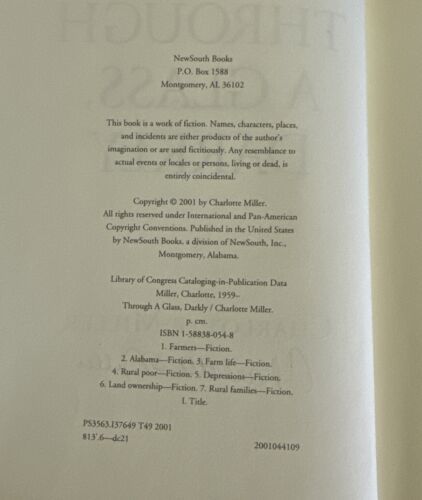 NewSouth Books
P.O. Box 1588
Montgomery, AL 36102
This book is a work of fiction. Names, characters, places,
and incidents are either products of the author's
imagination or are used fictitiously. Any resemblance to
actual events or locales or persons, living or dead, is
entirely coincidental.
Copyright © 2001 by Charlotte Miller.
All rights reserved under International and Pan-American
Copyright Conventions. Published in the United States
by NewSouth Books, a division of NewSouth, Inc.,
Montgomery, Alabama.
Library of Congress Cataloging-in-Publication Data
Miller, Charlotte, 1959–
Through A Glass, Darkly / Charlotte Miller.
p. cm.
ISBN 1-58838-054-8
1. Farmers—Fiction.
2. Alabama—Fiction. 3. Farm life—Fiction.
4. Rural poor—Fiction. 5. Depressions—Fiction.
6. Land ownership—Fiction. 7. Rural families—Fiction.
I. Title.
PS3563.I37649 T49 2001
813'.6—dc21
2001044109